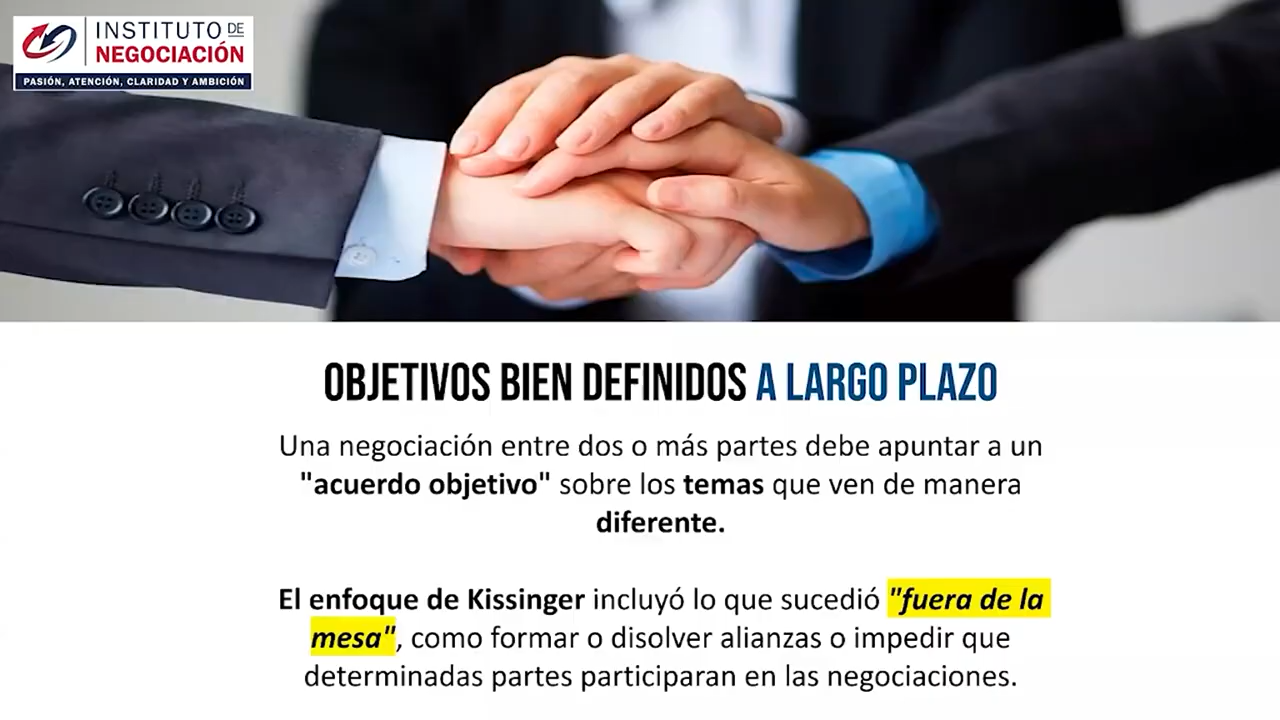 INSTITUTO DE
NEGOCIACIÓN
PASIÓN, ATENCIÓN, CLARIDAD Y AMBICIÓN
OBJETIVOS BIEN DEFINIDOS A LARGO PLAZO
Una negociación entre dos o más partes debe apuntar a un
"acuerdo objetivo" sobre los temas que ven de manera
diferente.
El enfoque de Kissinger incluyó lo que sucedió "fuera de la
mesa", como formar o disolver alianzas o impedir que
determinadas partes participaran en las negociaciones.